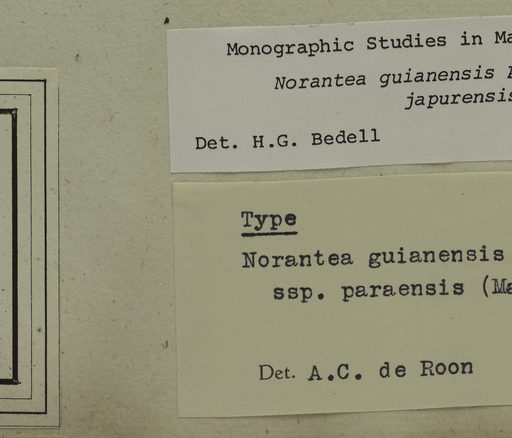 Monographic Studies in Ma
Norantea guianensis
japurensis
Det. H.G. Bedell
Type
Norantea guianensis
ssp. paraensis (Ma
Det. A.C. de Roon